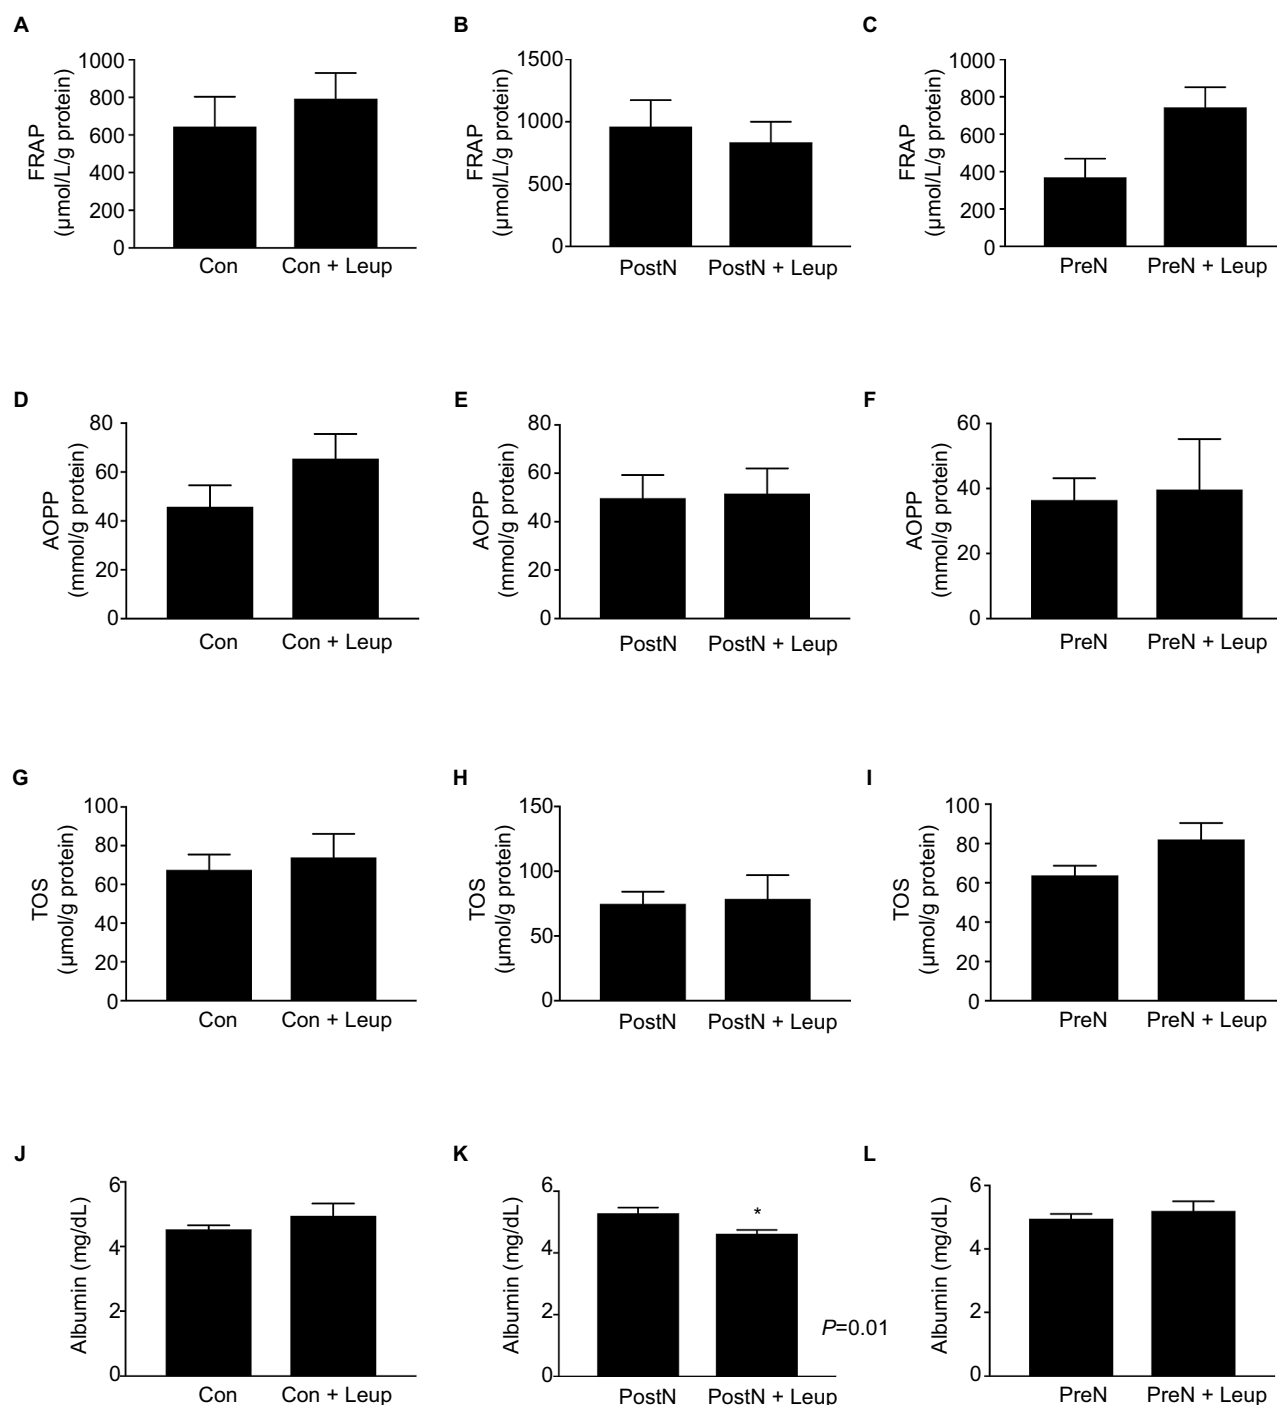 A
FRAP
(µmol/L/g protein)
1000
800
600
400
200
0
Con
Con + Leup
B
FRAP
(µmol/L/g protein)
1500
1000
500
0
PostN
PostN + Leup
C
FRAP
(µmol/L/g protein)
1000
800
600
400
200
0
PreN
PreN + Leup
D
AOPP
(mmol/g protein)
80
60
40
20
0
Con
Con + Leup
E
AOPP
(mmol/g protein)
80
60
40
20
0
PostN
PostN + Leup
F
AOPP
(mmol/g protein)
60
40
20
0
PreN
PreN + Leup
G
TOS
(µmol/g protein)
100
80
60
40
20
0
Con
Con + Leup
H
TOS
(µmol/g protein)
150
100
50
0
PostN
PostN + Leup
I
TOS
(µmol/g protein)
100
80
60
40
20
0
PreN
PreN + Leup
J
Albumin (mg/dL)
6
4
2
0
Con
Con + Leup
K
Albumin (mg/dL)
6
4
2
0
*
P=0.01
PostN
PostN + Leup
L
Albumin (mg/dL)
6
4
2
0
PreN
PreN + Leup